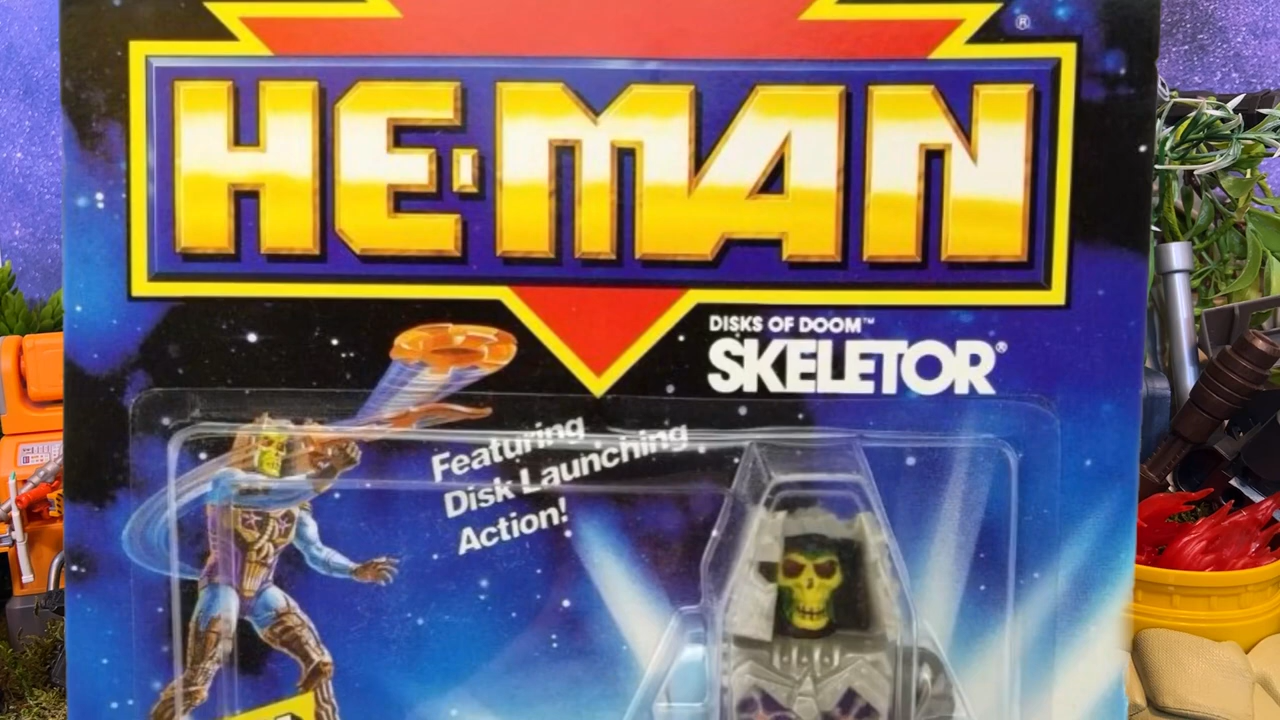 HE-MAN®
DISKS OF DOOM™
SKELETOR®
Featuring
Disk Launching
Action!